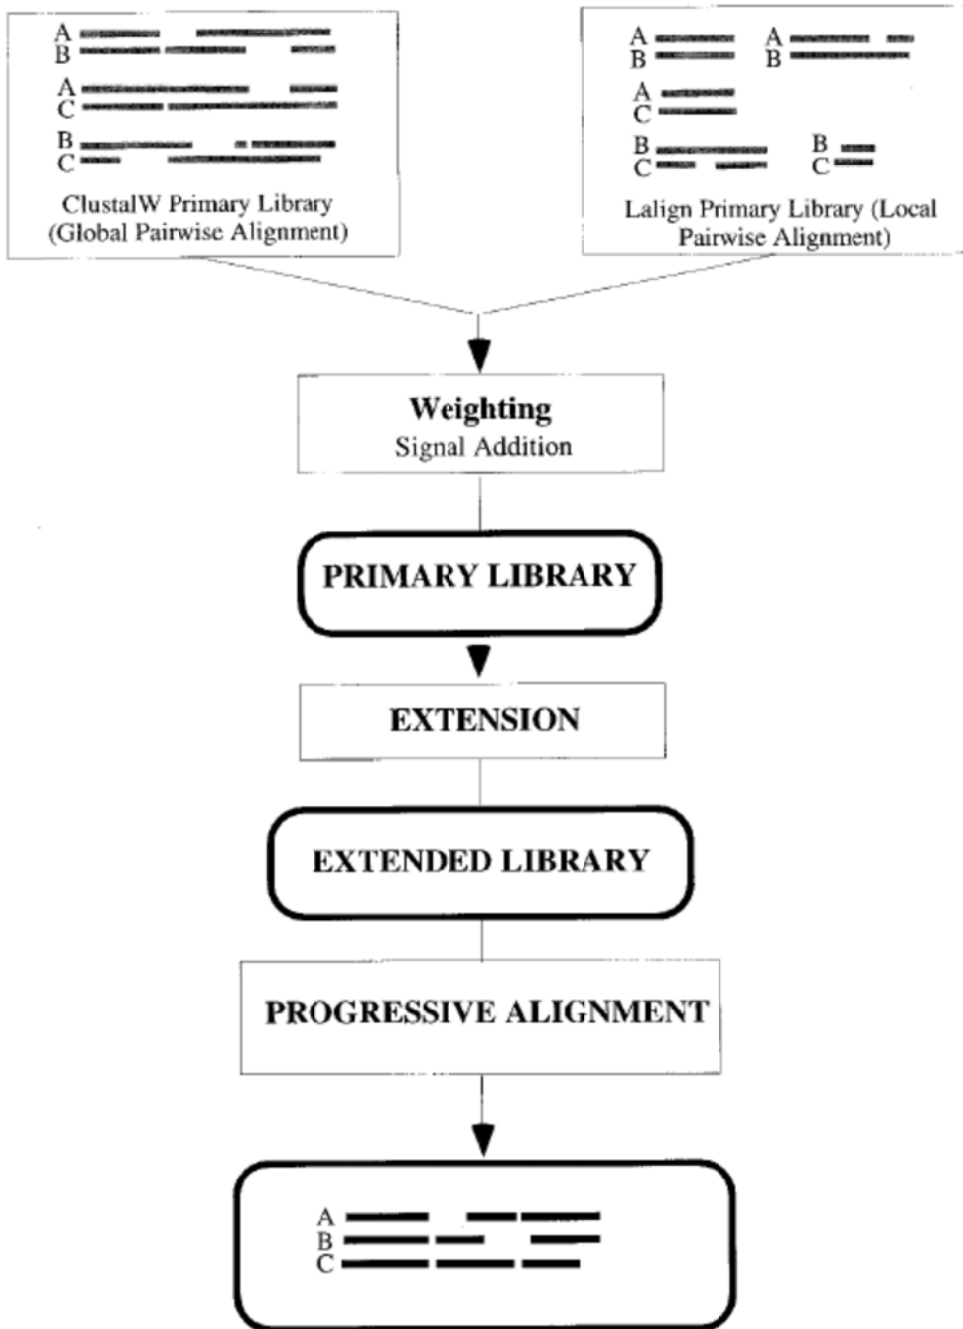 A
B
A
C
B
C
ClustalW Primary Library
(Global Pairwise Alignment)
A
B
A
B
A
C
B
C
B
C
Lalign Primary Library (Local
Pairwise Alignment)
Weighting
Signal Addition
PRIMARY LIBRARY
EXTENSION
EXTENDED LIBRARY
PROGRESSIVE ALIGNMENT
A
B
C